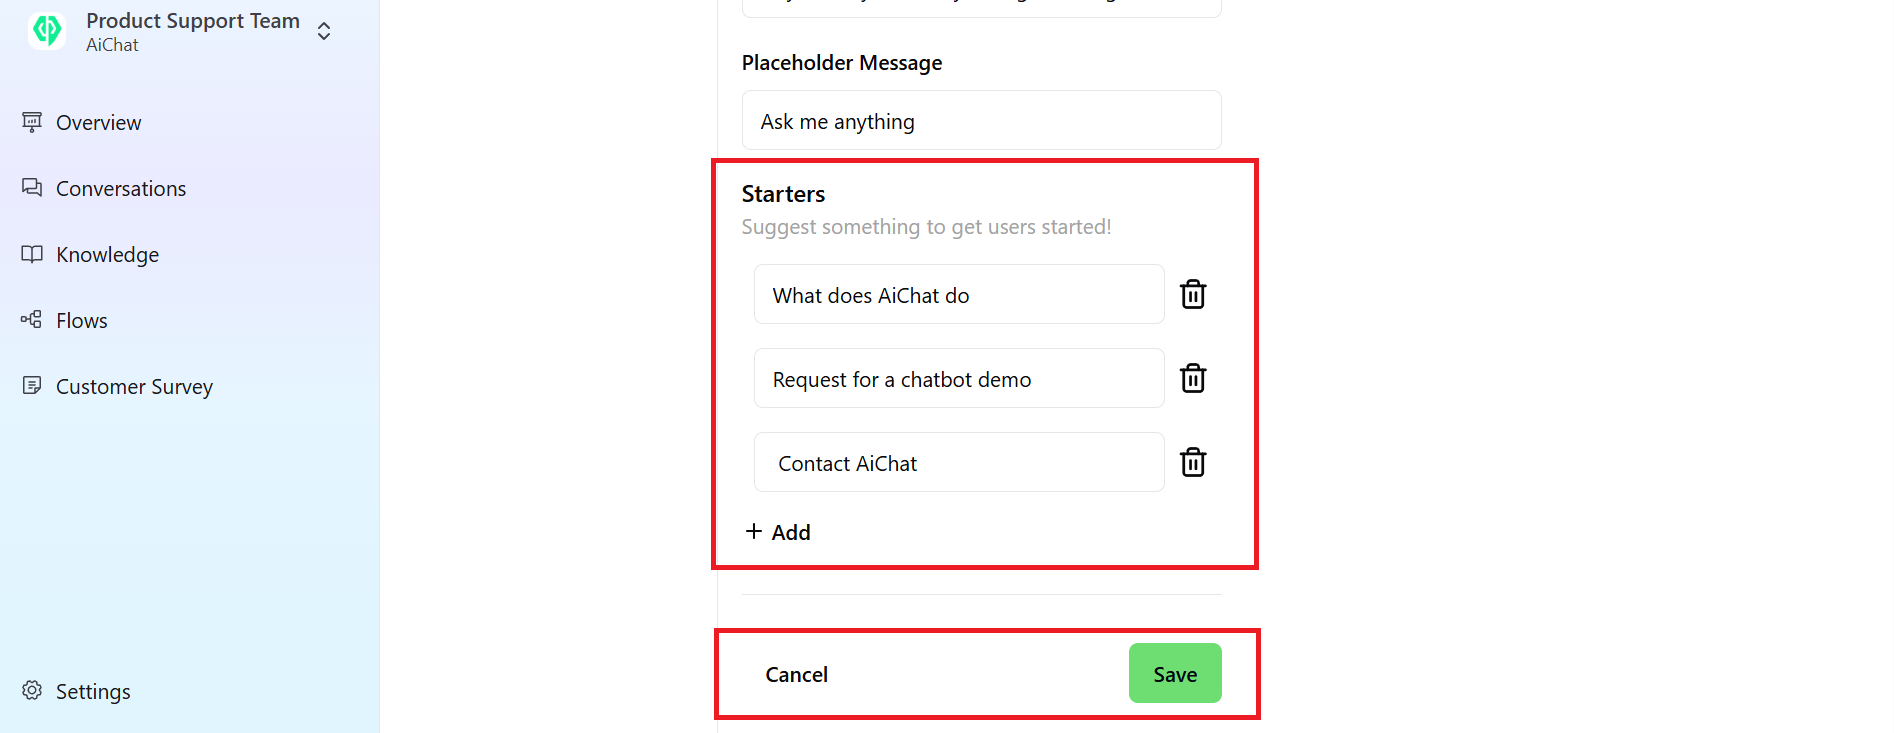 Product Support Team
AiChat
Overview
Conversations
Knowledge
Flows
Customer Survey
Settings
Placeholder Message
Ask me anything
Starters
Suggest something to get users started!
What does AiChat do
Request for a chatbot demo
Contact AiChat
+ Add
Cancel
Save